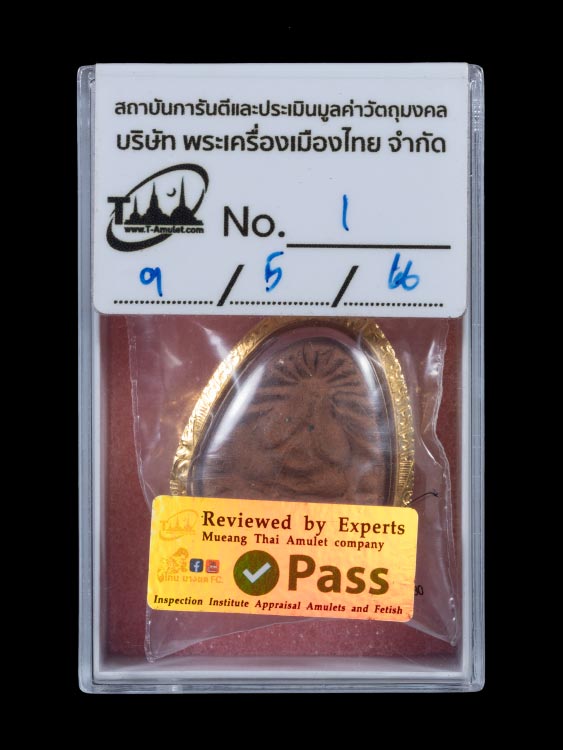 สถาบันการันตีและประเมินมูลค่าวัตถุมงคล
บริษัท พระเครื่องเมืองไทย จำกัด
T
www.T-Amulet.com
No. 1
๑ / 5 / 66
Reviewed by Experts
Mueang Thai Amulet company
Pass
Inspection Institute Appraisal Amulets and Fetish